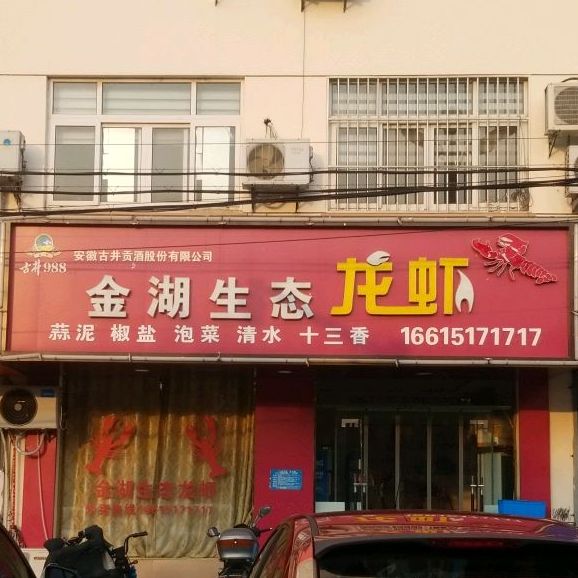 古井988
安徽古井贡酒股份有限公司
金湖生态龙虾
蒜泥 椒盐 泡菜 清水 十三香 16615171717
金湖生态龙虾